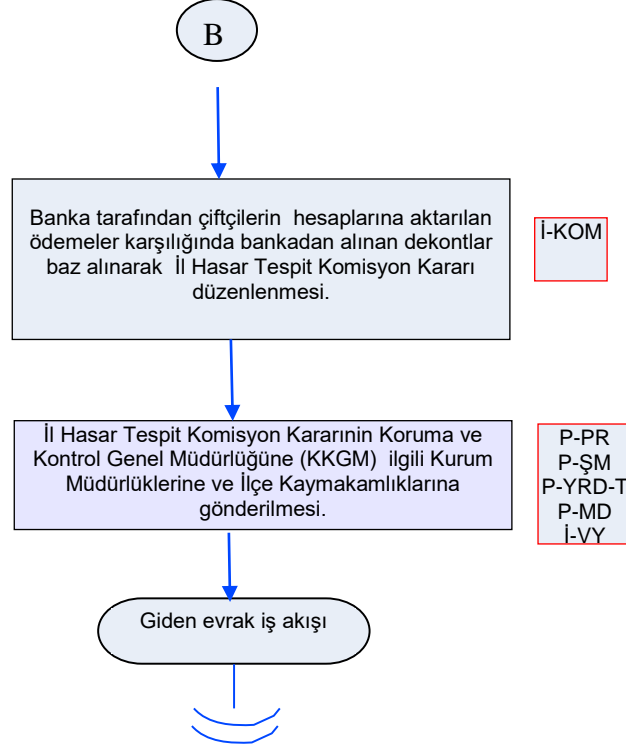 B
Banka tarafından çiftçilerin hesaplarına aktarılan
ödemeler karşılığında bankadan alınan dekontlar
baz alınarak İl Hasar Tespit Komisyon Kararı
düzenlenmesi.
İ-KOM
İl Hasar Tespit Komisyon Kararının Koruma ve
Kontrol Genel Müdürlüğüne (KKGM) ilgili Kurum
Müdürlüklerine ve İlçe Kaymakamlıklarına
gönderilmesi.
P-PR
P-ŞM
P-YRD-T
P-MD
İ-VY
Giden evrak iş akışı